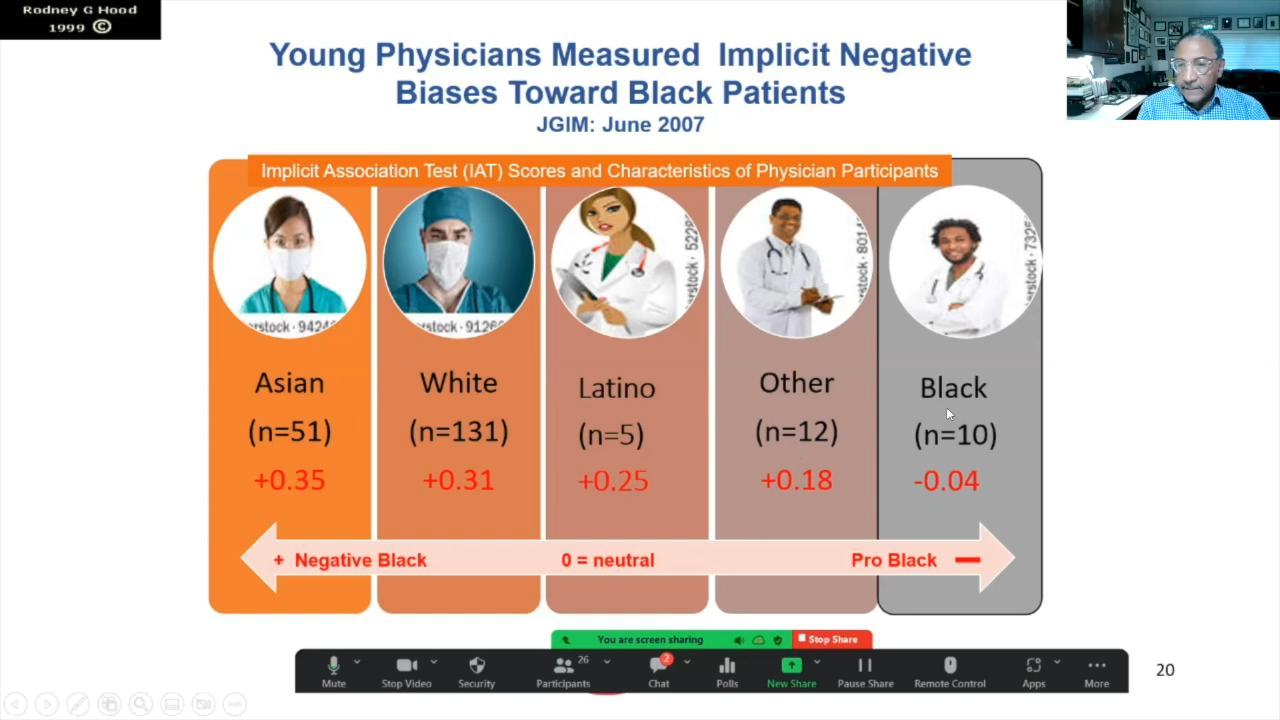 Rodney G Hood
1999 ©
Young Physicians Measured Implicit Negative
Biases Toward Black Patients
JGIM: June 2007
Implicit Association Test (IAT) Scores and Characteristics of Physician Participants
Asian
(n=51)
+0.35
White
(n=131)
+0.31
Latino
(n=5)
+0.25
Other
(n=12)
+0.18
Black
(n=10)
-0.04
+ Negative Black
0 = neutral
Pro Black —
You are screen sharing
Stop Share
Mute
Stop Video
Security
Participants
26
Chat
2
Polls
New Share
Pause Share
Remote Control
Apps
More
20